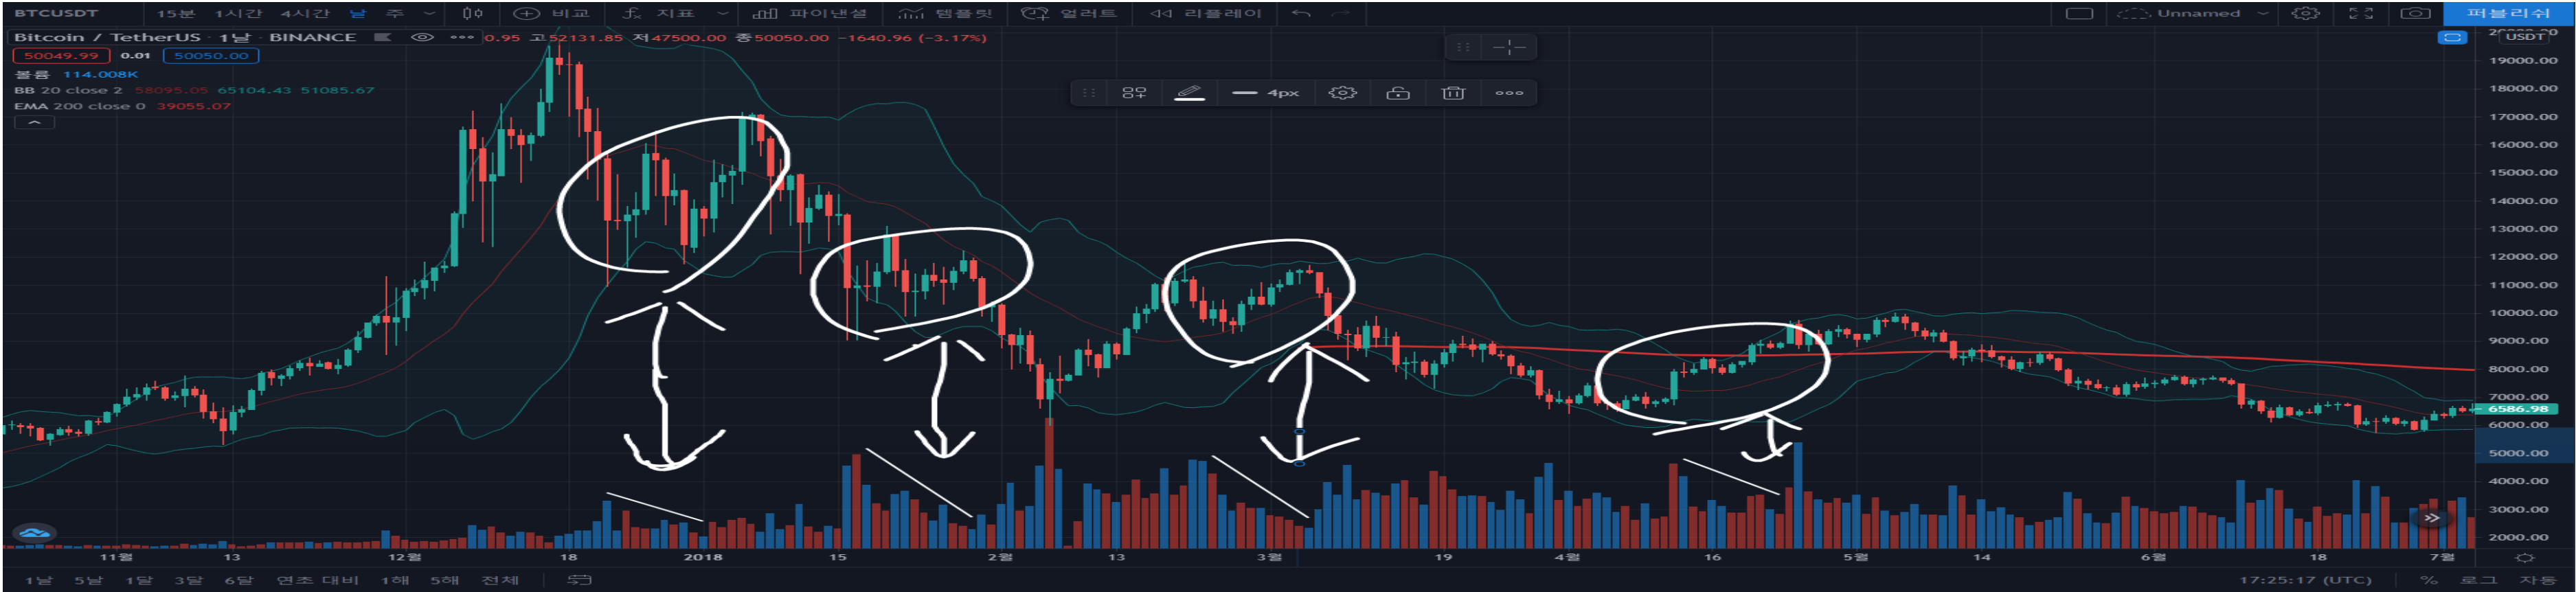 BTCUSDT 15분 1시간 4시간 날 주 비교 지표 파이낸셜 템플릿 얼러트 리플레이 Unnamed 퍼블리쉬
Bitcoin / TetherUS · 1날 · BINANCE 0.95 고52131.85 저47500.00 종50050.00 −1640.96 (−3.17%)
USDT
50049.99 0.01 50050.00
볼륨 114.008K
BB 20 close 2 58095.05 65104.43 51085.67
EMA 200 close 0 39055.07
4px
19000.00
18000.00
17000.00
16000.00
15000.00
14000.00
13000.00
12000.00
11000.00
10000.00
9000.00
8000.00
7000.00
6586.98
6000.00
5000.00
4000.00
3000.00
2000.00
11월 13 12월 18 2018 15 2월 13 3월 19 4월 16 5월 14 6월 18 7월
1날 5날 1달 3달 6달 연초 대비 1해 5해 전체 17:25:17 (UTC) % 로그 자동